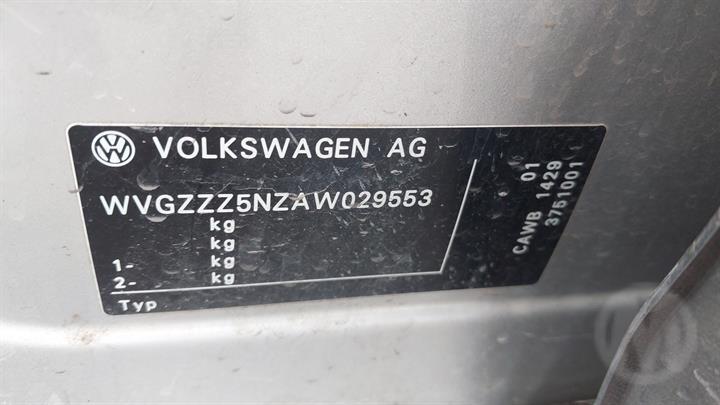 VOLKSWAGEN AG
WVGZZZ5NZAW029553
kg
kg
1- kg
2- kg
Typ
01
CAWB 1429
3751001